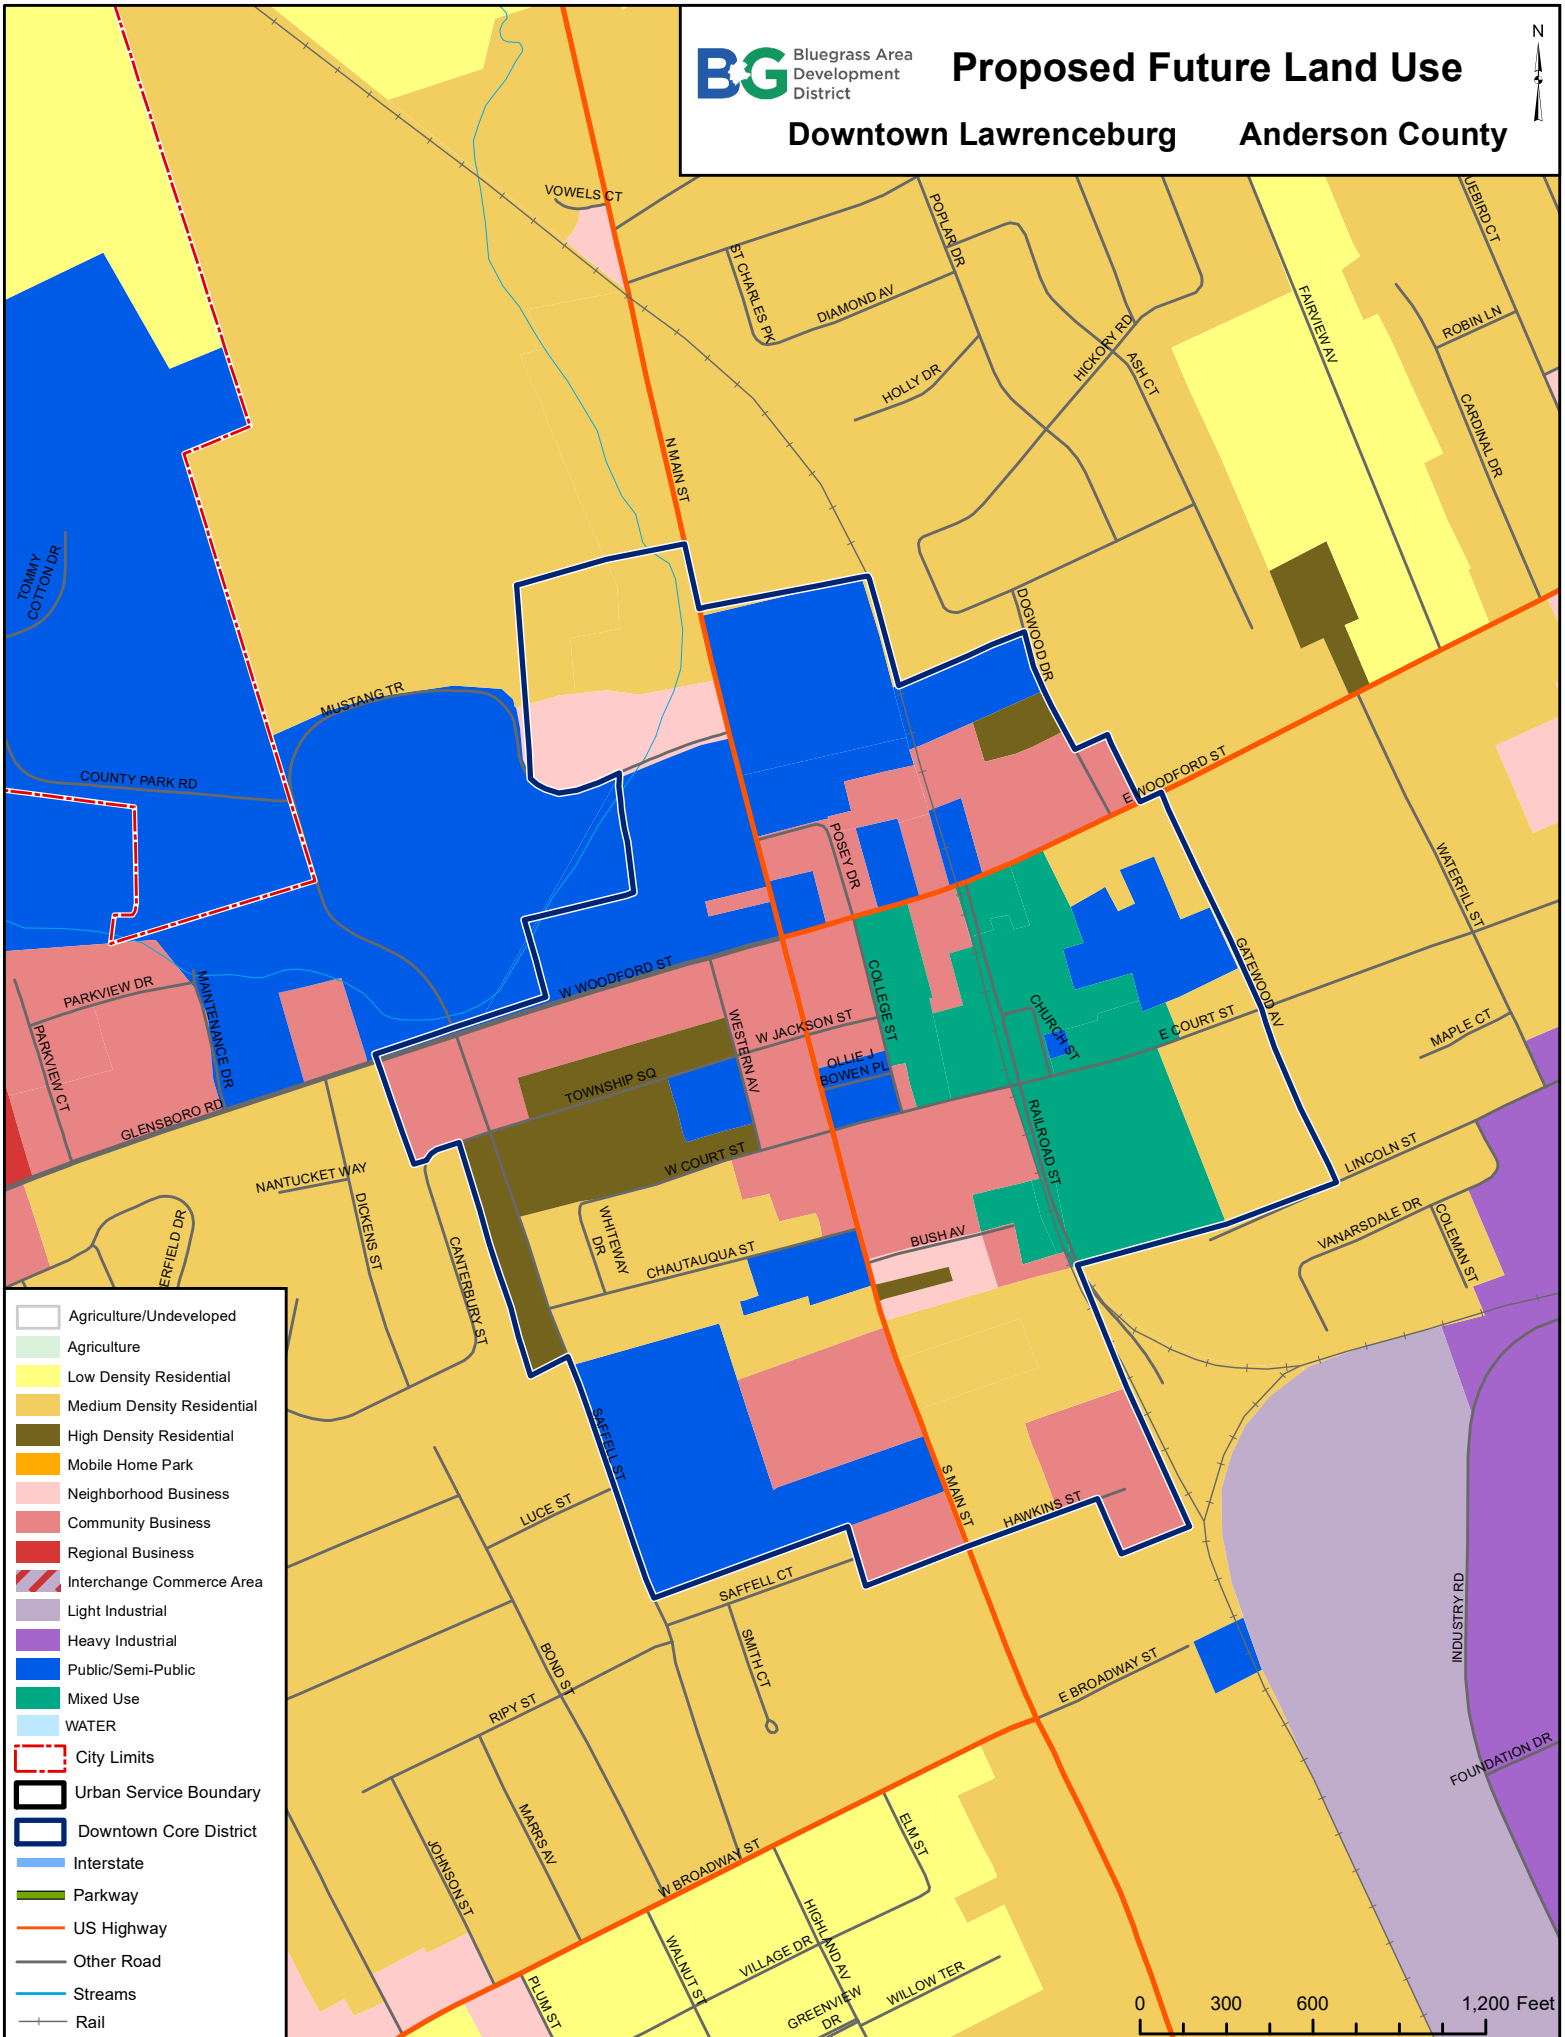 BG Bluegrass Area
Development
District
Proposed Future Land Use
Downtown Lawrenceburg Anderson County
N
VOWELS CT
ST CHARLES PK
POPLAR DR
DIAMOND AV
HOLLY DR
HICKORY RD
ASH CT
FAIRVIEW AV
UEBIRD CT
ROBIN LN
CARDINAL DR
N MAIN ST
TOMMY
COTTON DR
DOGWOOD DR
MUSTANG TR
COUNTY PARK RD
E WOODFORD ST
POSEY DR
WATERFILL ST
GATEWOOD AV
PARKVIEW DR
PARKVIEW CT
MAINTENANCE DR
GLENSBORO RD
W WOODFORD ST
WESTERN AV
W JACKSON ST
COLLEGE ST
OLLIE J
BOWEN PL
CHURCH ST
E COURT ST
MAPLE CT
TOWNSHIP SQ
W COURT ST
RAILROAD ST
LINCOLN ST
NANTUCKET WAY
DICKENS ST
CANTERBURY ST
ERFIELD DR
WHITEWAY
DR
CHAUTAUQUA ST
BUSH AV
VANARSDALE DR
COLEMAN ST
SAFFELL ST
LUCE ST
S MAIN ST
HAWKINS ST
SAFFELL CT
SMITH CT
BOND ST
RIPY ST
E BROADWAY ST
INDUSTRY RD
FOUNDATION DR
MARRS AV
JOHNSON ST
W BROADWAY ST
ELM ST
HIGHLAND AV
VILLAGE DR
WALNUT ST
PLUM ST
GREENVIEW
DR
WILLOW TER
Agriculture/Undeveloped
Agriculture
Low Density Residential
Medium Density Residential
High Density Residential
Mobile Home Park
Neighborhood Business
Community Business
Regional Business
Interchange Commerce Area
Light Industrial
Heavy Industrial
Public/Semi-Public
Mixed Use
WATER
City Limits
Urban Service Boundary
Downtown Core District
Interstate
Parkway
US Highway
Other Road
Streams
Rail
0 300 600 1,200 Feet